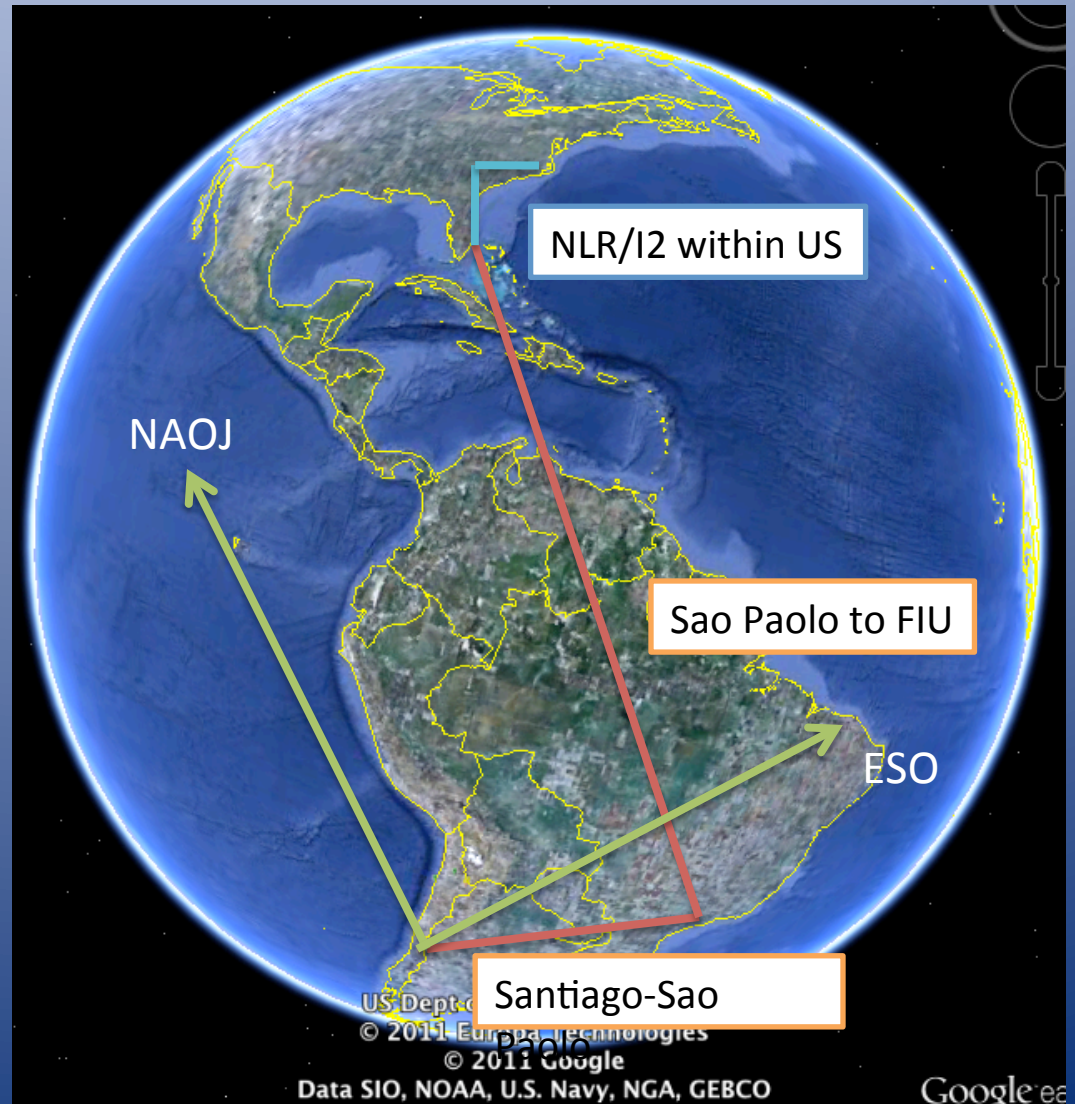 NLR/I2 within US
NAOJ
Sao Paolo to FIU
ESO
Santiago-Sao
Paolo
US Dept
© 2011 Europa Technologies
© 2011 Google
Data SIO, NOAA, U.S. Navy, NGA, GEBCO
Google ea